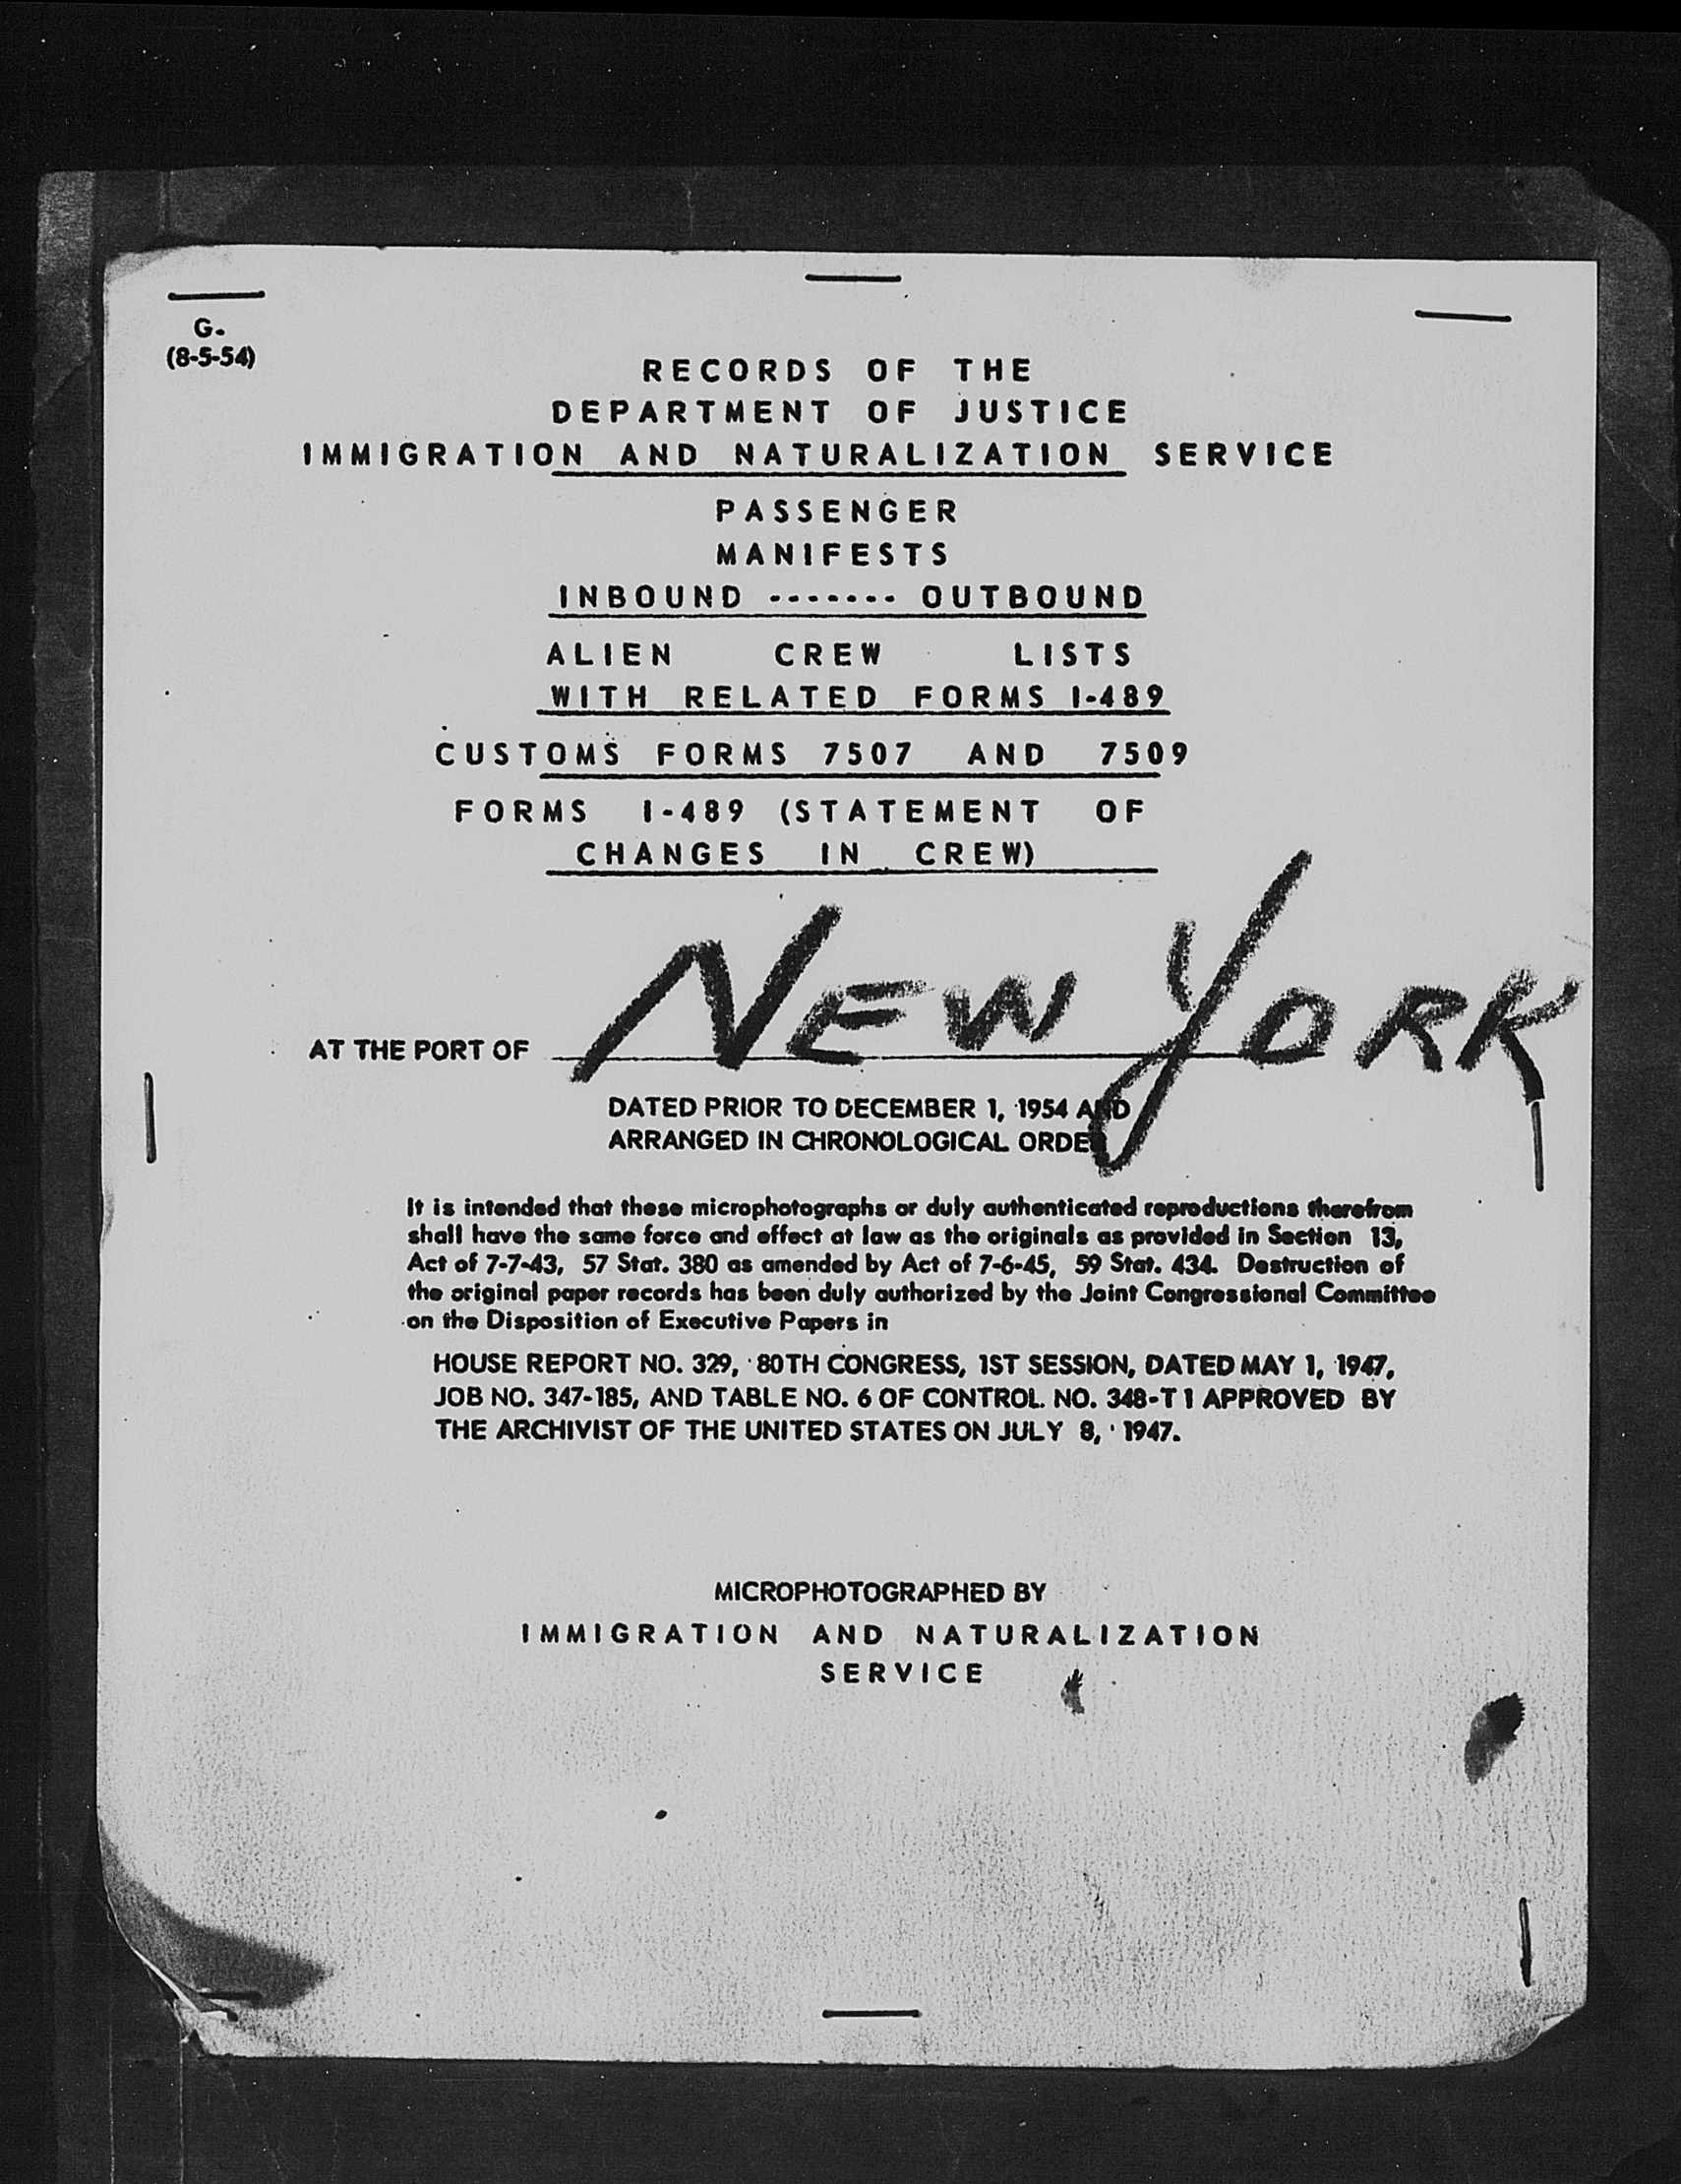 G-
(8-5-54)
RECORDS OF THE
DEPARTMENT OF JUSTICE
IMMIGRATION AND NATURALIZATION SERVICE
PASSENGER
MANIFESTS
INBOUND ------- OUTBOUND
ALIEN CREW LISTS
WITH RELATED FORMS I-489
CUSTOMS FORMS 7507 AND 7509
FORMS I-489 (STATEMENT OF
CHANGES IN CREW)
AT THE PORT OF NEW YORK
DATED PRIOR TO DECEMBER 1, 1954 AND
ARRANGED IN CHRONOLOGICAL ORDER
It is intended that these microphotographs or duly authenticated reproductions therefrom
shall have the same force and effect at law as the originals as provided in Section 13,
Act of 7-7-43, 57 Stat. 380 as amended by Act of 7-6-45, 59 Stat. 434. Destruction of
the original paper records has been duly authorized by the Joint Congressional Committee
on the Disposition of Executive Papers in
HOUSE REPORT NO. 329, 80TH CONGRESS, 1ST SESSION, DATED MAY 1, 1947,
JOB NO. 347-185, AND TABLE NO. 6 OF CONTROL NO. 348-T1 APPROVED BY
THE ARCHIVIST OF THE UNITED STATES ON JULY 8, 1947.
MICROPHOTOGRAPHED BY
IMMIGRATION AND NATURALIZATION
SERVICE